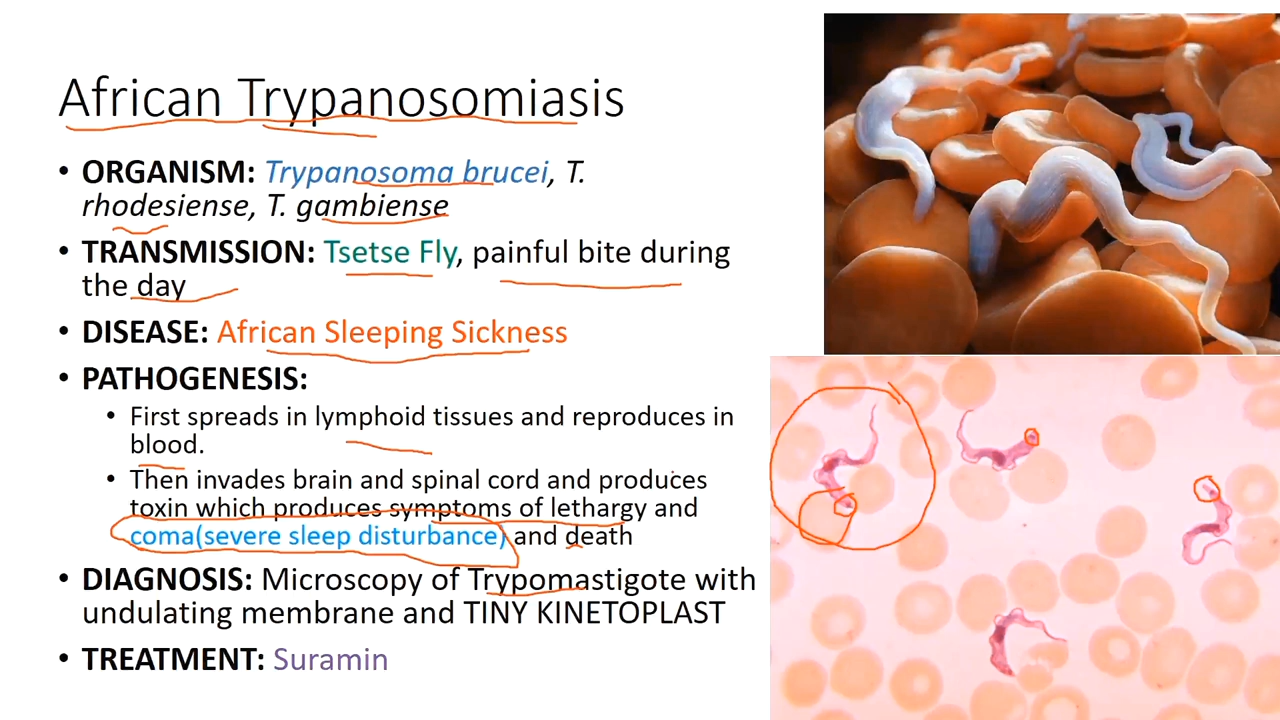 African Trypanosomiasis
• ORGANISM: Trypanosoma brucei, T.
rhodesiense, T. gambiense
• TRANSMISSION: Tsetse Fly, painful bite during
the day
• DISEASE: African Sleeping Sickness
• PATHOGENESIS:
• First spreads in lymphoid tissues and reproduces in
blood.
• Then invades brain and spinal cord and produces
toxin which produces symptoms of lethargy and
coma(severe sleep disturbance) and death
• DIAGNOSIS: Microscopy of Trypomastigote with
undulating membrane and TINY KINETOPLAST
• TREATMENT: Suramin